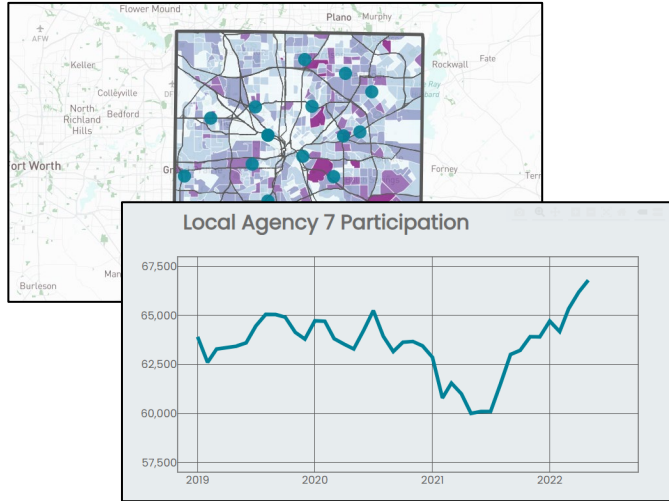 Flower Mound
Plano
Murphy
AFW
Keller
Rockwall
Fate
Colleyville
North
Richland
Hills
Bedford
Fort Worth
Forney
Burleson
Local Agency 7 Participation
67,500
65,000
62,500
60,000
57,500
2019
2020
2021
2022